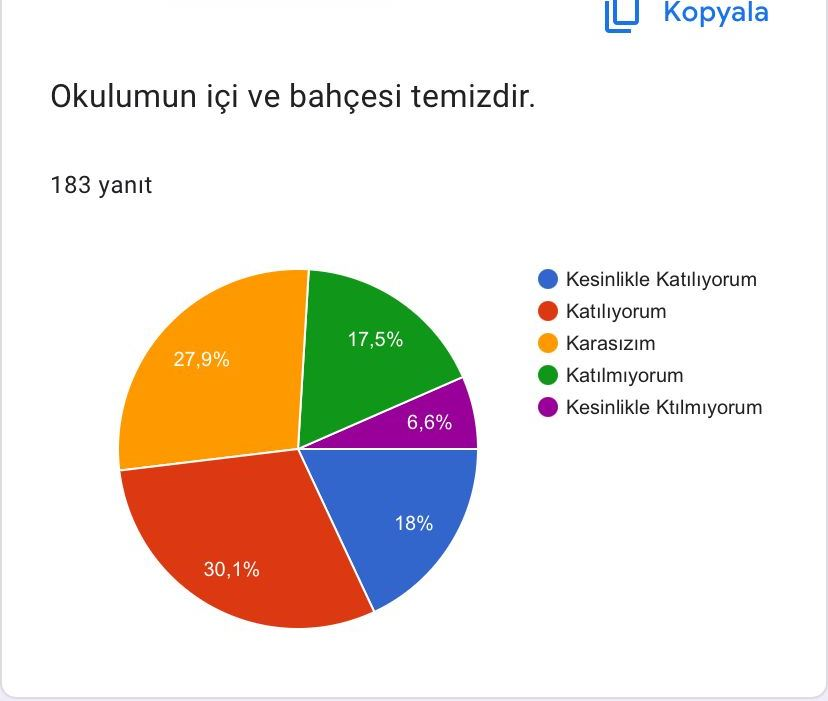 Kopyala
Okulumun içi ve bahçesi temizdir.
183 yanıt
Kesinlikle Katılıyorum
Katılıyorum
Karasızım
Katılmıyorum
Kesinlikle Ktılmıyorum
17,5%
27,9%
6,6%
18%
30,1%